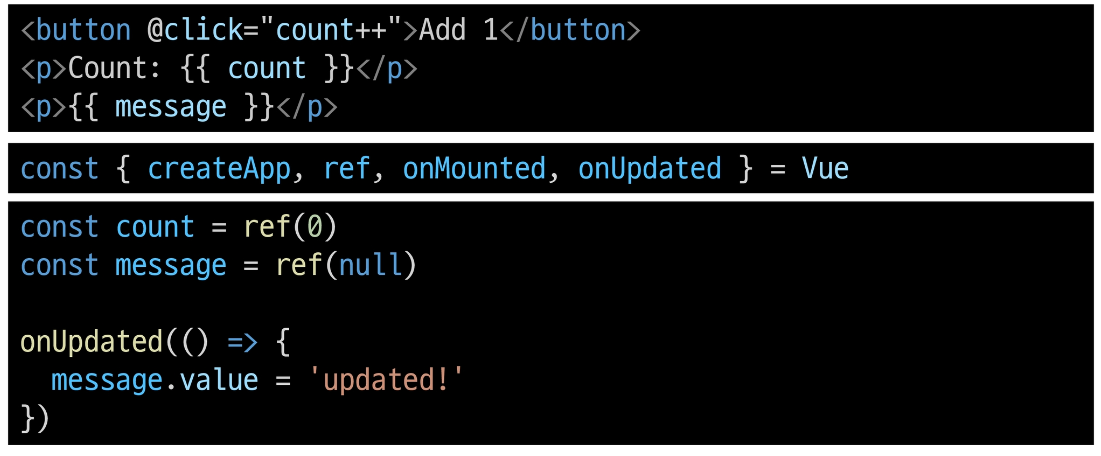 <button @click="count++">Add 1</button>
<p>Count: {{ count }}</p>
<p>{{ message }}</p>
const { createApp, ref, onMounted, onUpdated } = Vue
const count = ref(0)
const message = ref(null)

onUpdated(() => {
  message.value = 'updated!'
})